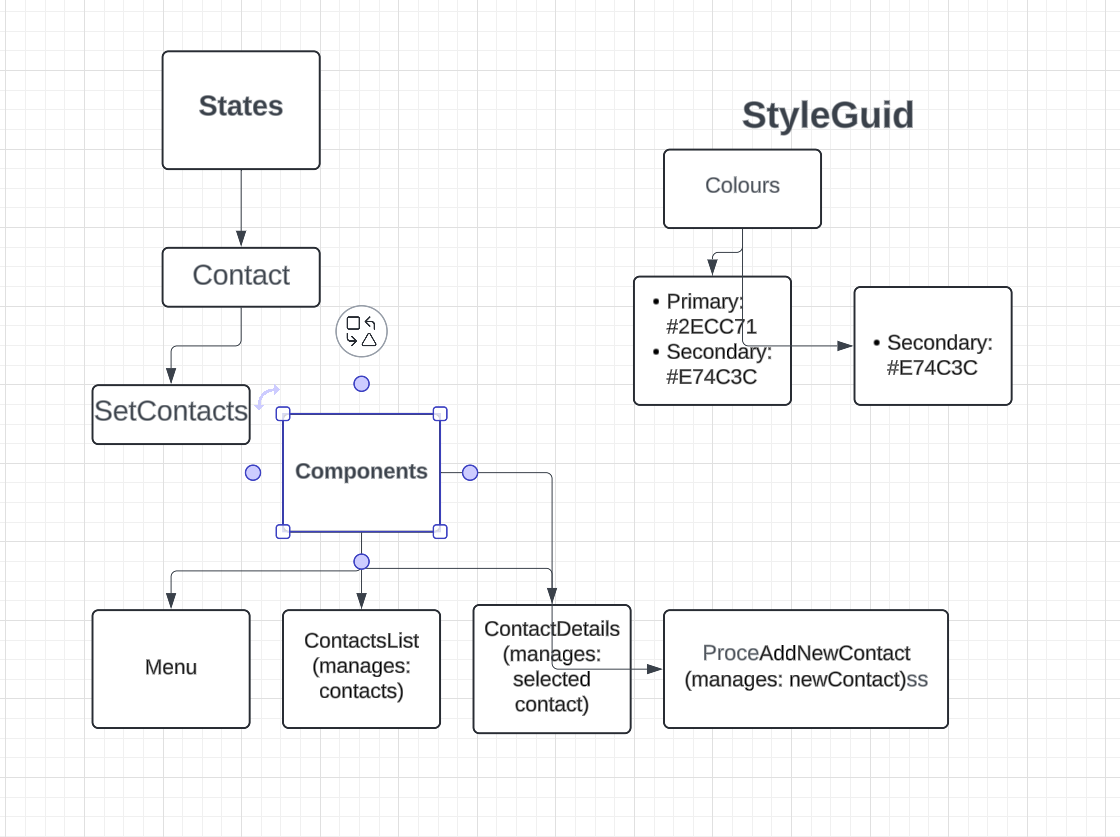 States
StyleGuid
Colours
Contact
• Primary:
#2ECC71
• Secondary:
#E74C3C
• Secondary:
#E74C3C
SetContacts
Components
Menu
ContactsList
(manages:
contacts)
ContactDetails
(manages:
selected
contact)
ProceAddNewContact
(manages: newContact)ss